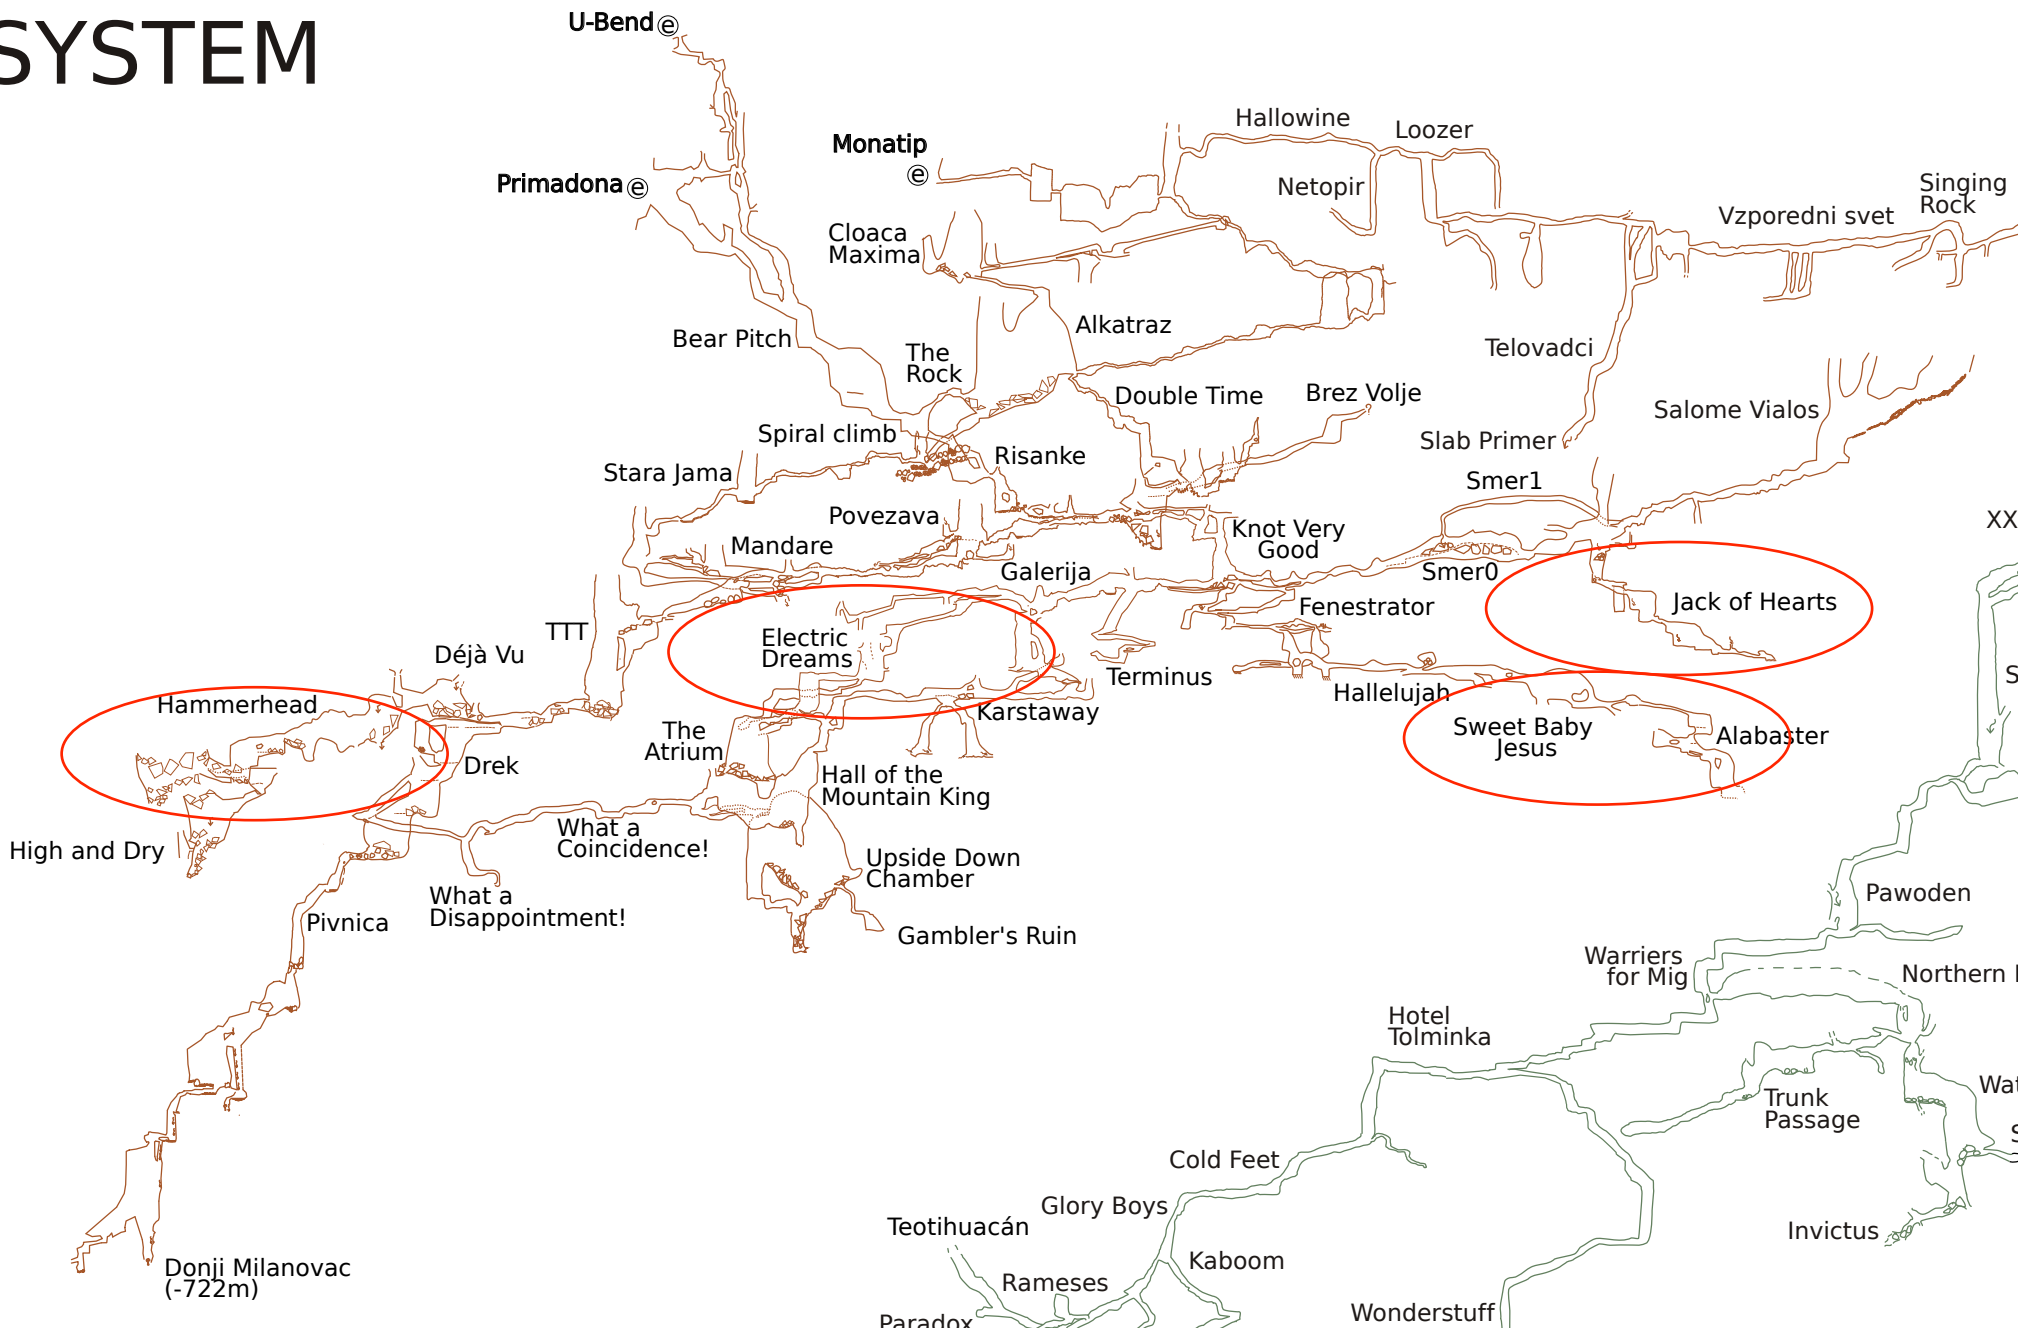 SYSTEM
U-Bend e
Monatip
e
Primadona e
Hallowine
Loozer
Netopir
Singing
Rock
Vzporedni svet
Cloaca
Maxima
Alkatraz
Bear Pitch
The
Rock
Telovadci
Double Time
Brez Volje
Salome Vialos
Spiral climb
Slab Primer
Risanke
Stara Jama
Smer1
Povezava
Knot Very
Good
XX
Mandare
Galerija
Smer0
Jack of Hearts
Fenestrator
TTT
Electric
Dreams
Déjà Vu
Terminus
Hallelujah
Hammerhead
Karstaway
The
Atrium
Sweet Baby
Jesus
Alabaster
Drek
Hall of the
Mountain King
What a
Coincidence!
High and Dry
Upside Down
Chamber
What a
Disappointment!
Pivnica
Gambler's Ruin
Pawoden
Warriers
for Mig
Northern
Hotel
Tolminka
Trunk
Passage
Wat
Cold Feet
Glory Boys
Teotihuacán
Invictus
Kaboom
Donji Milanovac
(-722m)
Rameses
Wonderstuff
Paradox